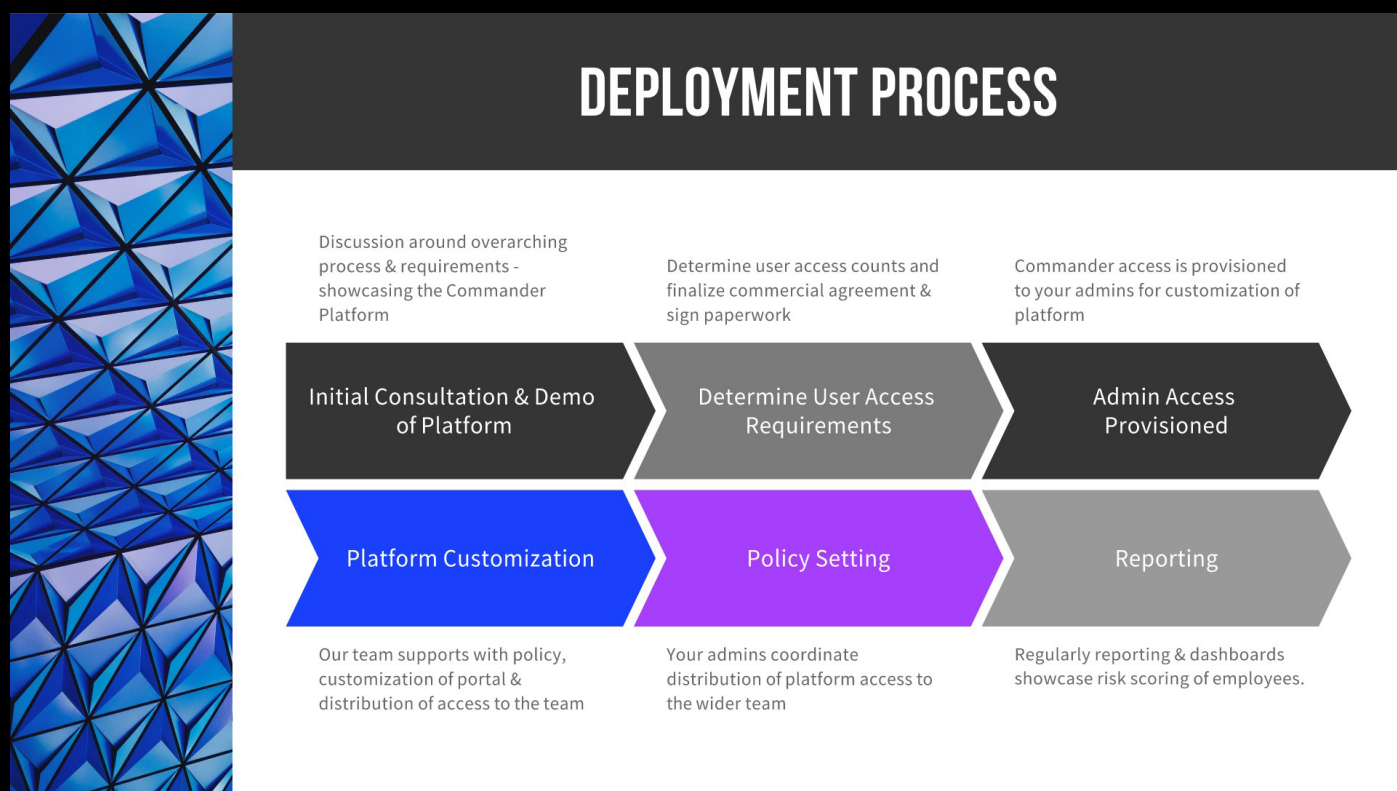 DEPLOYMENT PROCESS
Discussion around overarching
process & requirements -
showcasing the Commander
Platform
Determine user access counts and
finalize commercial agreement &
sign paperwork
Commander access is provisioned
to your admins for customization of
platform
Initial Consultation & Demo
of Platform
Determine User Access
Requirements
Admin Access
Provisioned
Platform Customization
Policy Setting
Reporting
Our team supports with policy,
customization of portal &
distribution of access to the team
Your admins coordinate
distribution of platform access to
the wider team
Regularly reporting & dashboards
showcase risk scoring of employees.